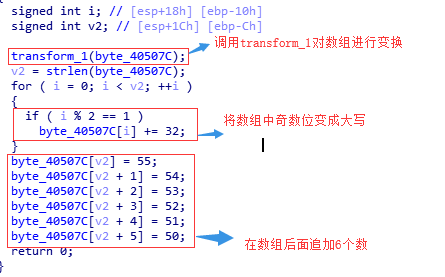 signed int i; // [esp+18h] [ebp-10h]
signed int v2; // [esp+1Ch] [ebp-Ch]
transform_1(byte_40507C);
调用transform_1对数组进行变换
v2 = strlen(byte_40507C);
for ( i = 0; i < v2; ++i )
{
if ( i % 2 == 1 )
byte_40507C[i] += 32;
将数组中奇数位变成大写
}
byte_40507C[v2] = 55;
byte_40507C[v2 + 1] = 54;
byte_40507C[v2 + 2] = 53;
byte_40507C[v2 + 3] = 52;
byte_40507C[v2 + 4] = 51;
byte_40507C[v2 + 5] = 50;
在数组后面追加6个数
return 0;
}